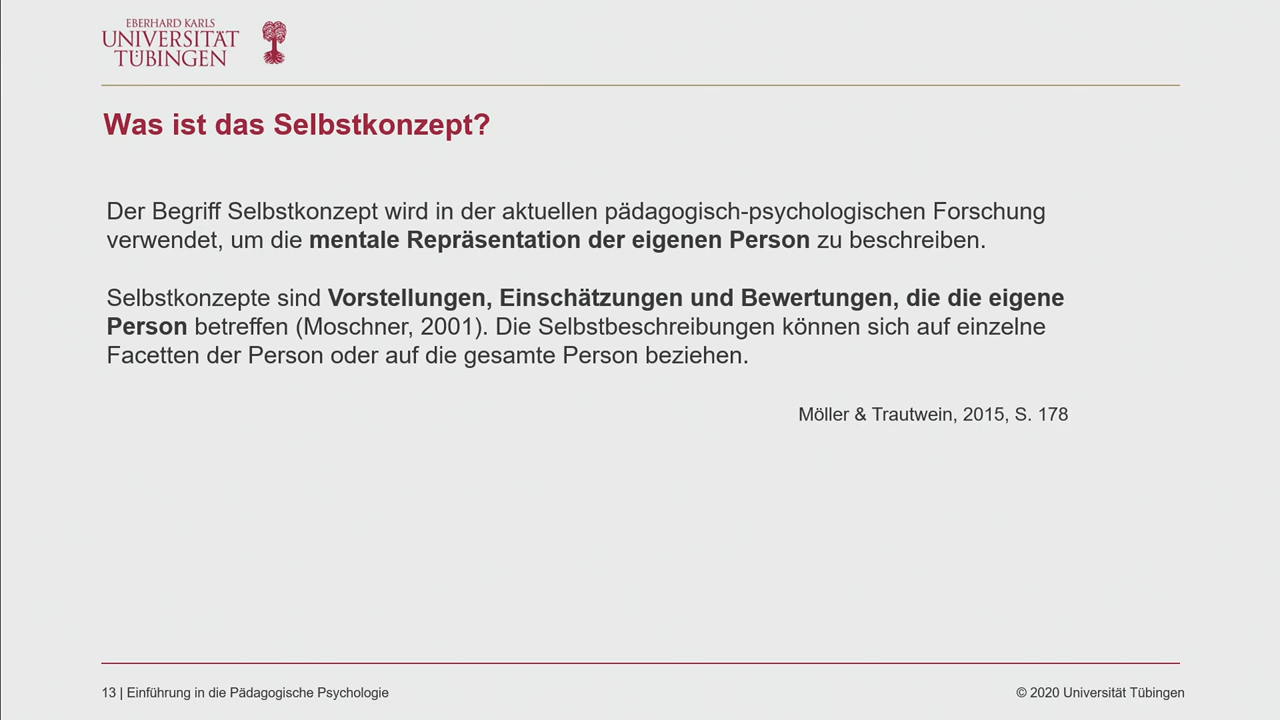 EBERHARD KARLS
UNIVERSITÄT
TÜBINGEN
Was ist das Selbstkonzept?
Der Begriff Selbstkonzept wird in der aktuellen pädagogisch-psychologischen Forschung
verwendet, um die mentale Repräsentation der eigenen Person zu beschreiben.
Selbstkonzepte sind Vorstellungen, Einschätzungen und Bewertungen, die die eigene
Person betreffen (Moschner, 2001). Die Selbstbeschreibungen können sich auf einzelne
Facetten der Person oder auf die gesamte Person beziehen.
Möller & Trautwein, 2015, S. 178
13 | Einführung in die Pädagogische Psychologie
© 2020 Universität Tübingen